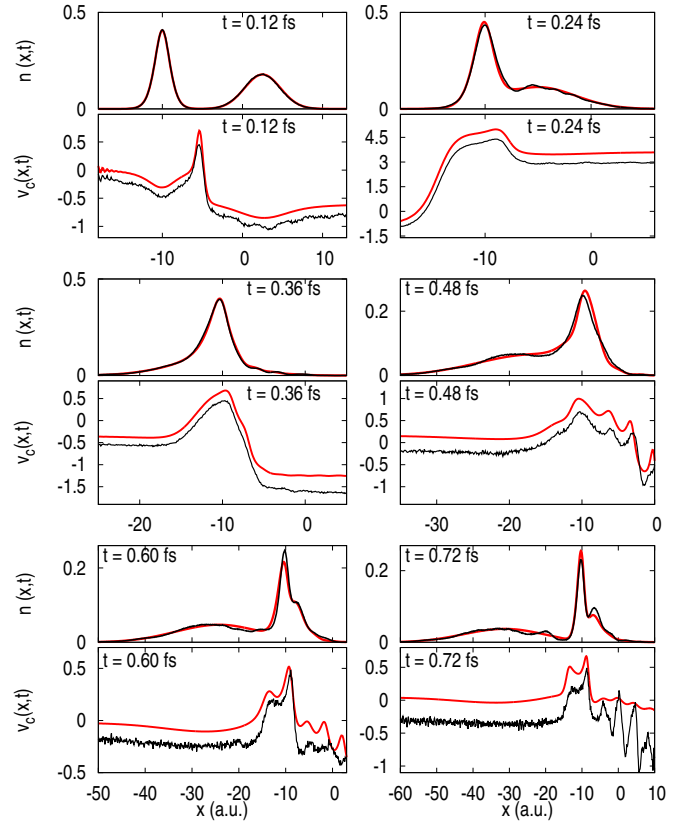 n (x,t)
0.5
0
t = 0.12 fs
0.5
0
t = 0.24 fs
v_c(x,t)
0.5
0
-0.5
-1
t = 0.12 fs
-10 0 10
4.5
3
1.5
0
-1.5
t = 0.24 fs
-10 0
n (x,t)
0.5
0
t = 0.36 fs
0.2
0
t = 0.48 fs
v_c(x,t)
0.5
0
-0.5
-1
-1.5
t = 0.36 fs
-20 -10 0
1
0.5
0
-0.5
-1
t = 0.48 fs
-30 -20 -10 0
n (x,t)
0.2
0
t = 0.60 fs
0.2
0
t = 0.72 fs
v_c(x,t)
0.5
0
-0.5
t = 0.60 fs
-50 -40 -30 -20 -10 0
x (a.u.)
0.5
0
-0.5
-1
t = 0.72 fs
-60 -50 -40 -30 -20 -10 0 10
x (a.u.)